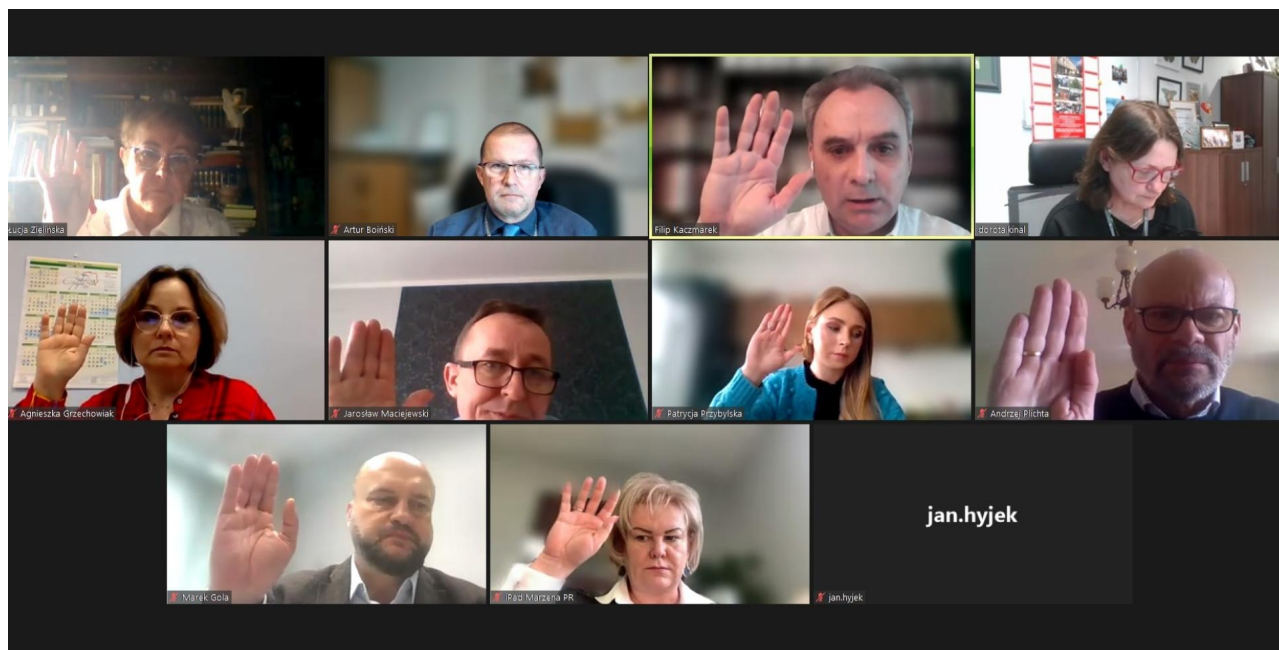 Łucja Zielińska
Artur Boiński
Filip Kaczmarek
dorota.kinal
Agnieszka Grzechowiak
Jarosław Maciejewski
Patrycja Przybylska
Andrzej Plichta
Marek Gola
iPad Marzena PR
jan.hyjek
jan.hyjek